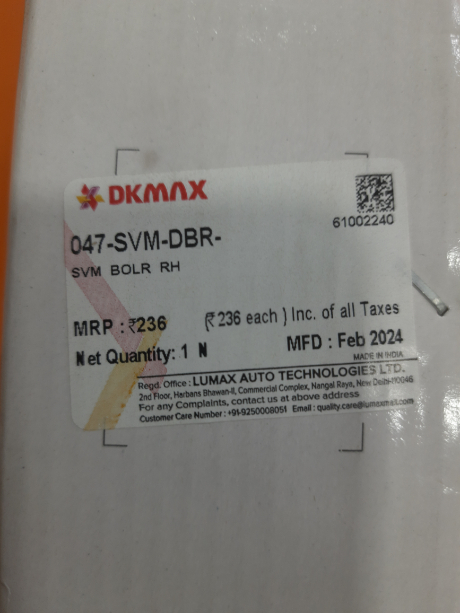 DKMAX
61002240
047-SVM-DBR-
SVM BOLR RH
MRP : ₹236 (₹236 each ) Inc. of all Taxes
Net Quantity: 1 N MFD : Feb 2024
MADE IN INDIA
Regd. Office : LUMAX AUTO TECHNOLOGIES LTD.
2nd Floor, Harbans Bhawan-II, Commercial Complex, Nangal Raya, New Delhi-110046
For any Complaints, contact us at above address
Customer Care Number : +91-9250008051 Email : quality.care@lumaxmail.com